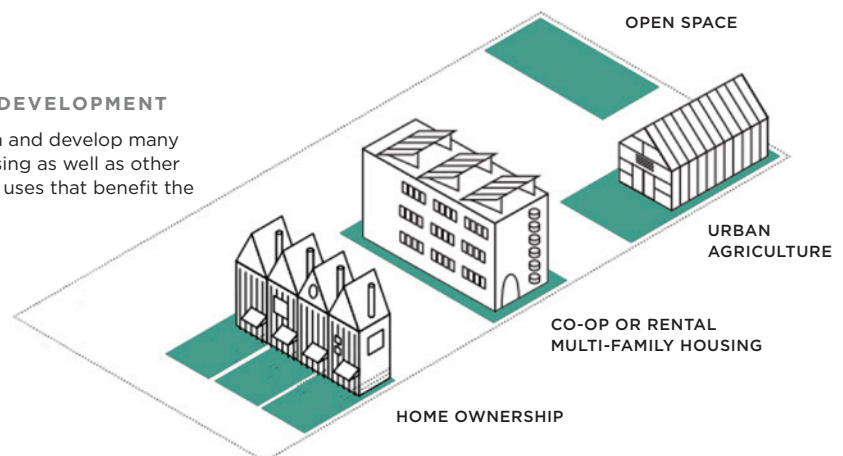 OPEN SPACE
DEVELOPMENT
and develop many
as well as other
uses that benefit the
URBAN
AGRICULTURE
CO-OP OR RENTAL
MULTI-FAMILY HOUSING
HOME OWNERSHIP